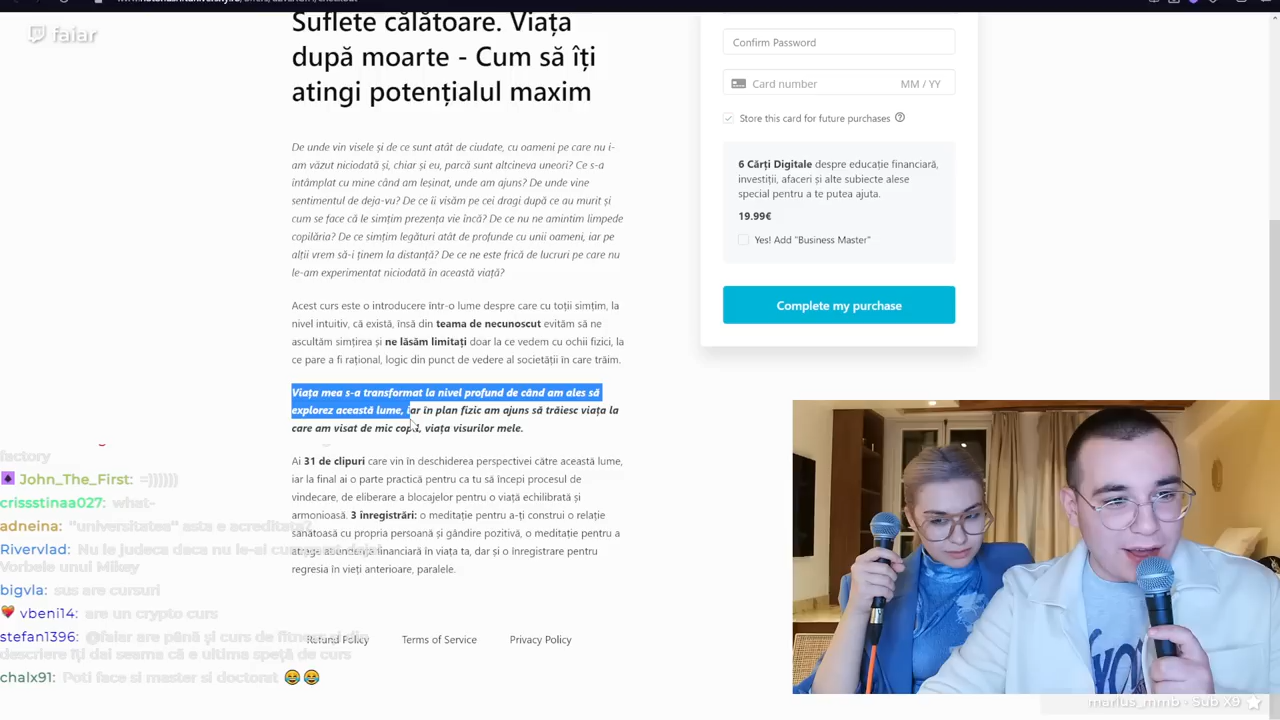 faiar
Suflete călătoare. Viața
după moarte - Cum să îți
atingi potențialul maxim
De unde vin visele și de ce sunt atât de ciudate, cu oameni pe care nu i-
am văzut niciodată și, chiar și eu, parcă sunt altcineva uneori? Ce s-a
întâmplat cu mine când am leșinat, unde am ajuns? De unde vine
sentimentul de deja-vu? De ce îi visăm pe cei dragi după ce au murit și
cum se face că le simțim prezența vie încă? De ce nu ne amintim limpede
copilăria? De ce simțim legături atât de profunde cu unii oameni, iar pe
alții vrem să-i ținem la distanță? De ce ne este frică de lucruri pe care nu
le-am experimentat niciodată în această viață?
Acest curs este o introducere într-o lume despre care cu toții simțim, la
nivel intuitiv, că există, însă din teama de necunoscut evităm să ne
ascultăm simțirea și ne lăsăm limitați doar la ce vedem cu ochii fizici, la
ce pare a fi rațional, logic din punct de vedere al societății în care trăim.
Viața mea s-a transformat la nivel profund de când am ales să
explorez această lume, iar în plan fizic am ajuns să trăiesc viața la
care am visat de mic copil, viața visurilor mele.
Ai 31 de clipuri care vin în deschiderea perspectivei către această lume,
iar la final ai o parte practică pentru ca tu să începi procesul de
vindecare, de eliberare a blocajelor pentru o viață echilibrată și
armonioasă. 3 înregistrări: o meditație pentru a-ți construi o relație
sănătoasă cu propria persoană și gândire pozitivă, o meditație pentru a
atrage abundența financiară în viața ta, dar și o înregistrare pentru
regresia în vieți anterioare, paralele.
Refund Policy Terms of Service Privacy Policy
Confirm Password
Card number MM / YY
Store this card for future purchases
6 Cărți Digitale despre educație financiară,
investiții, afaceri și alte subiecte alese
special pentru a te putea ajuta.
19.99€
Yes! Add "Business Master"
Complete my purchase
factory
John_The_First: =))))))
crissstinaa027: what-
adneina: "universitatea" asta e acreditata?
Rivervlad: Nu le judeca daca nu le-ai
Vorbele unui Mikey
bigvla: sus are cursuri
vbeni14: are un crypto curs
stefan1396: @faiar are până și curs de fitness și din
descriere îți dai seama că e ultima speță de curs
chalx91: Poti face si master si doctorat
marius_mmb - Sub X9